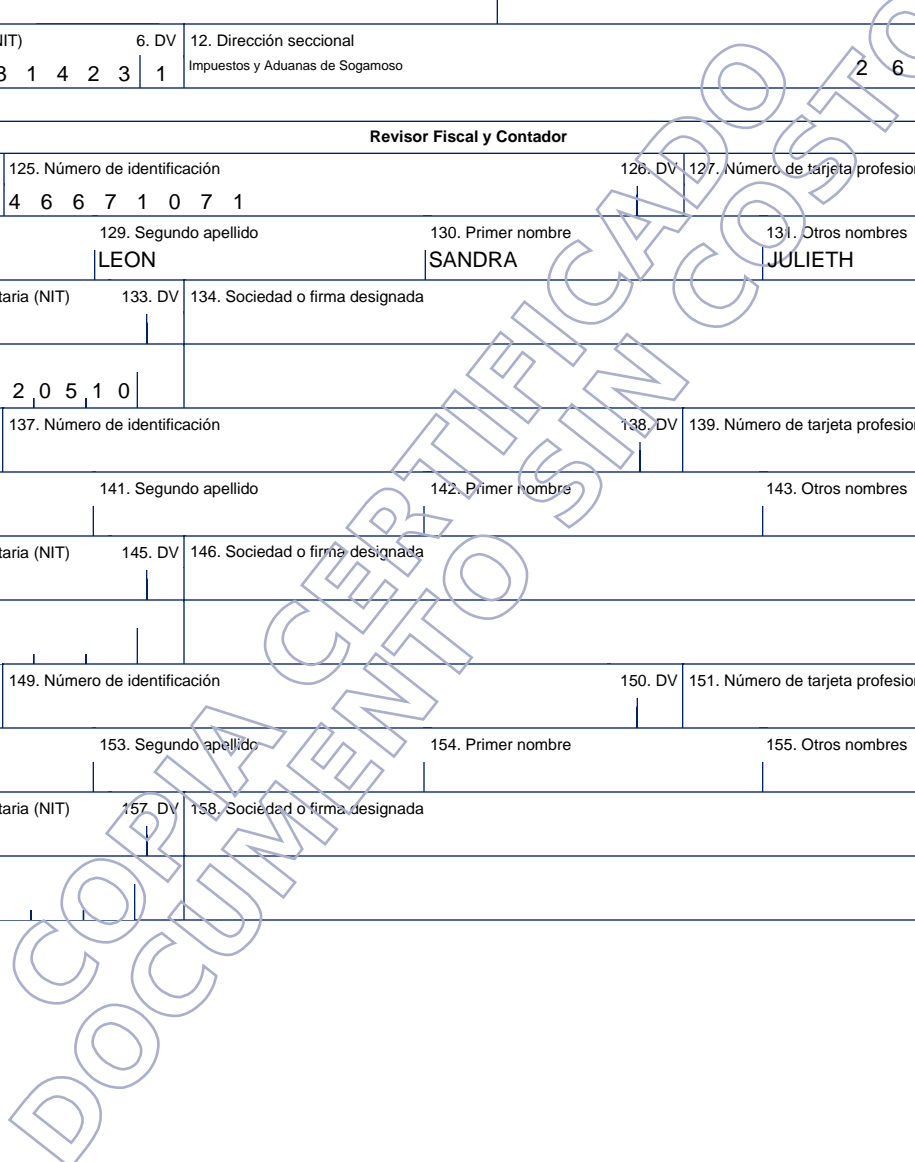 NIT) 6. DV 12. Dirección seccional
3 1 4 2 3 1 Impuestos y Aduanas de Sogamoso 2 6
Revisor Fiscal y Contador
125. Número de identificación 126. DV 127. Número de tarjeta profesion
4 6 6 7 1 0 7 1
129. Segundo apellido 130. Primer nombre 131. Otros nombres
LEON SANDRA JULIETH
taria (NIT) 133. DV 134. Sociedad o firma designada
2 0 5 1 0
137. Número de identificación 138. DV 139. Número de tarjeta profesion
141. Segundo apellido 142. Primer nombre 143. Otros nombres
taria (NIT) 145. DV 146. Sociedad o firma designada
149. Número de identificación 150. DV 151. Número de tarjeta profesion
153. Segundo apellido 154. Primer nombre 155. Otros nombres
taria (NIT) 157. DV 158. Sociedad o firma designada
COPIA CERTIFICADO
DOCUMENTO SIN COSTO